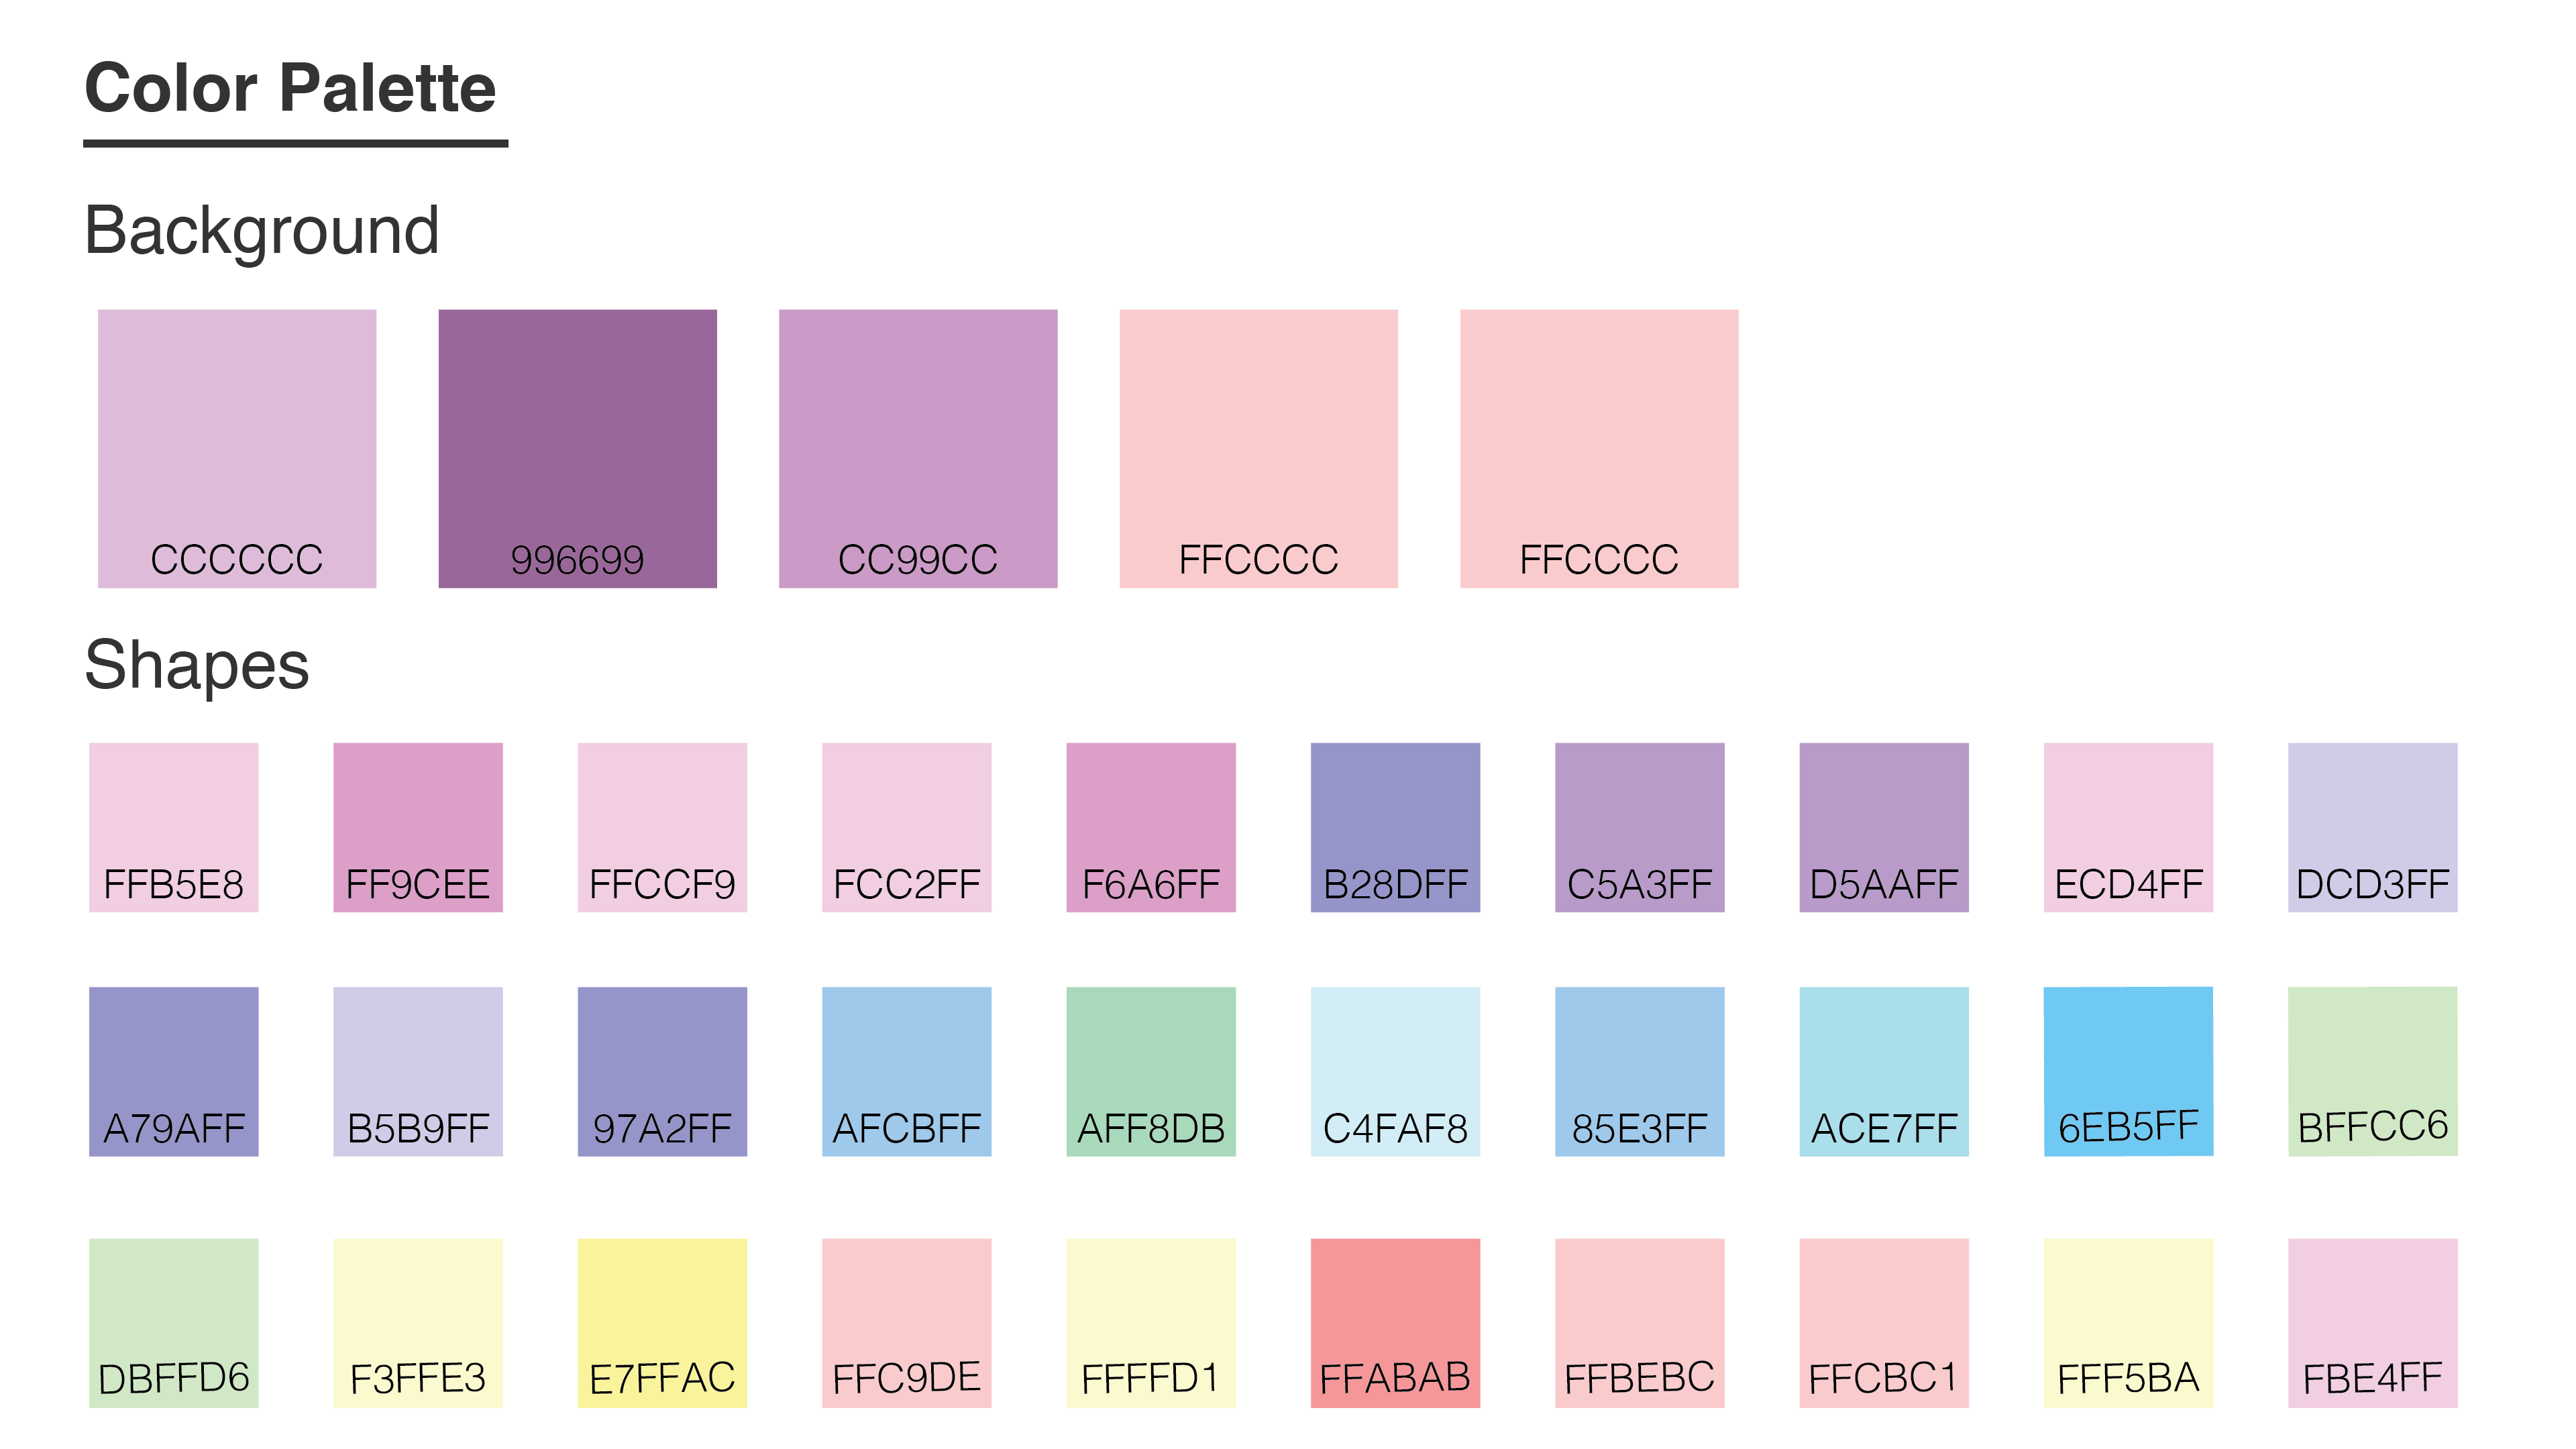 Color Palette
Background
CCCCCC 996699 CC99CC FFCCCC FFCCCC
Shapes
FFB5E8 FF9CEE FFCCF9 FCC2FF F6A6FF B28DFF C5A3FF D5AAFF ECD4FF DCD3FF
A79AFF B5B9FF 97A2FF AFCBFF AFF8DB C4FAF8 85E3FF ACE7FF 6EB5FF BFFCC6
DBFFD6 F3FFE3 E7FFAC FFC9DE FFFFD1 FFABAB FFBEBC FFCBC1 FFF5BA FBE4FF